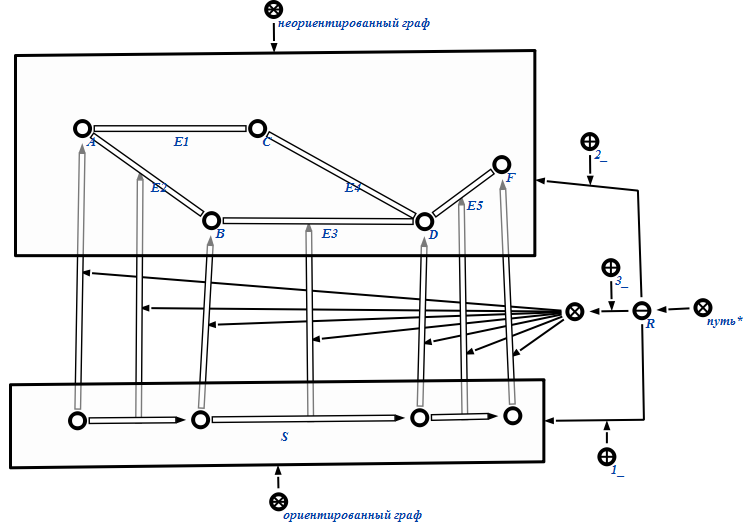 неориентированный граф
A
E1
C
2_
E2
E4
F
E5
B
E3
D
3_
R
путь*
S
1_
ориентированный граф